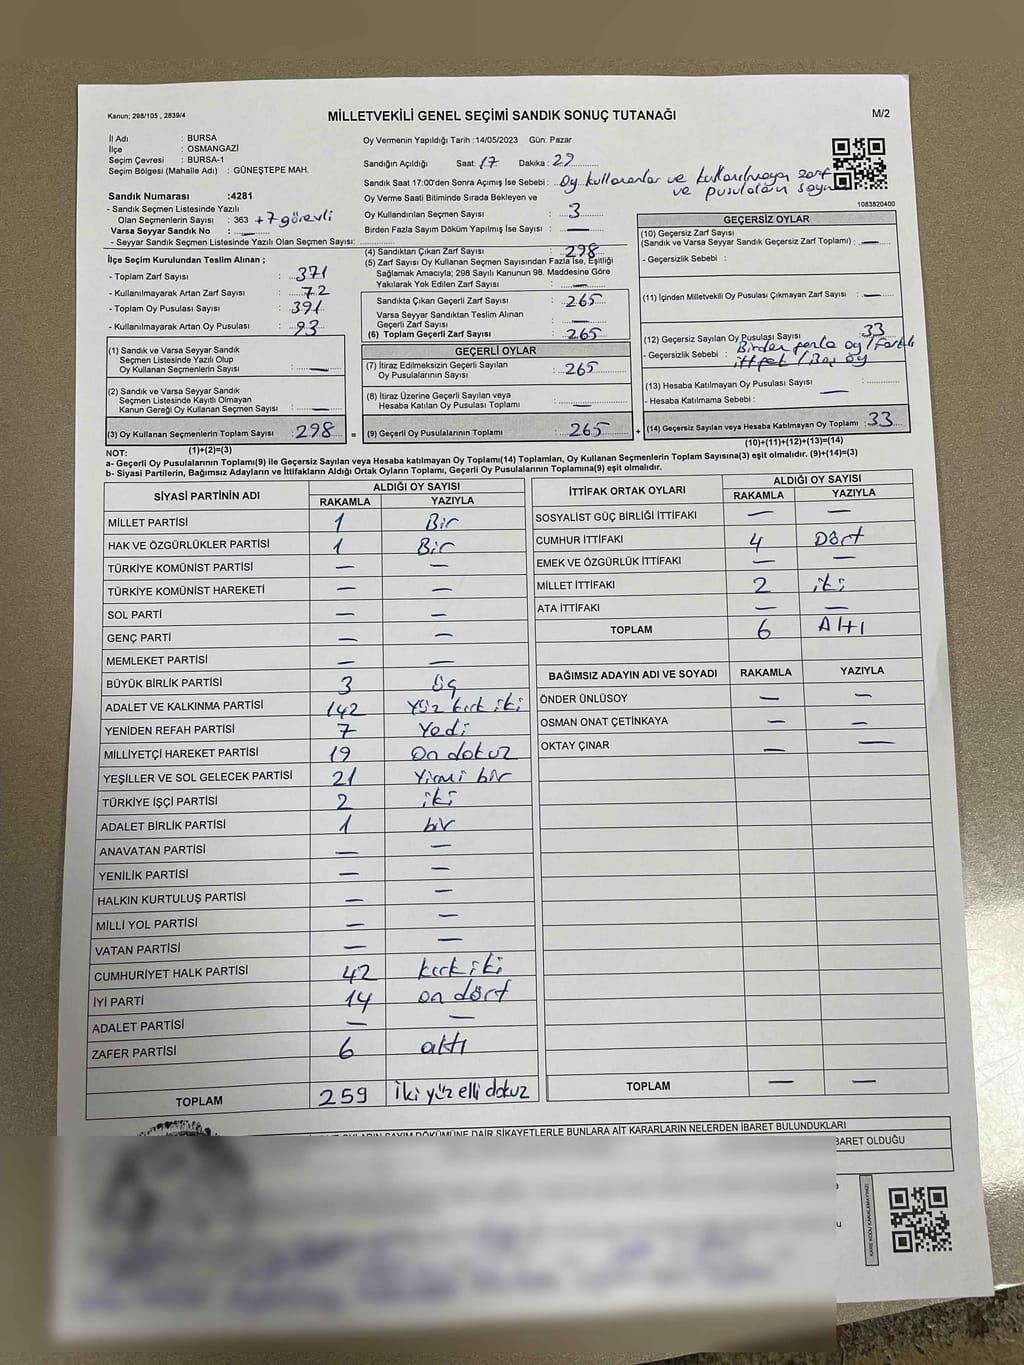 Kanun; 298/105 , 2839/4
MİLLETVEKİLİ GENEL SEÇİMİ SANDIK SONUÇ TUTANAĞI
M/2
İl Adı : BURSA
İlçe : OSMANGAZİ
Seçim Çevresi : BURSA-1
Seçim Bölgesi (Mahalle Adı) : GÜNEŞTEPE MAH.
Sandık Numarası :4281
- Sandık Seçmen Listesinde Yazılı
Olan Seçmenlerin Sayısı : 363 +7 görevli
Varsa Seyyar Sandık No : —
- Seyyar Sandık Seçmen Listesinde Yazılı Olan Seçmen Sayısı:
Oy Vermenin Yapıldığı Tarih :14/05/2023 Gün: Pazar
Sandığın Açıldığı Saat: 17 Dakika: 29
Sandık Saat 17:00'den Sonra Açımış İse Sebebi : Oy kullananlar ve kullanılmayan zarf
ve pusulaların sayımı
Oy Verme Saati Bitiminde Sırada Bekleyen ve
Oy Kullandırılan Seçmen Sayısı : 3
Birden Fazla Sayım Döküm Yapılmış İse Sayısı : —
1083820400
İlçe Seçim Kurulundan Teslim Alınan ;
- Toplam Zarf Sayısı : 371
- Kullanılmayarak Artan Zarf Sayısı : 72
- Toplam Oy Pusulası Sayısı : 391
- Kullanılmayarak Artan Oy Pusulası : 93
(1) Sandık ve Varsa Seyyar Sandık
Seçmen Listesinde Yazılı Olup
Oy Kullanan Seçmenlerin Sayısı : —
(2) Sandık ve Varsa Seyyar Sandık
Seçmen Listesinde Kayıtlı Olmayan
Kanun Gereği Oy Kullanan Seçmen Sayısı : —
(3) Oy Kullanan Seçmenlerin Toplam Sayısı : 298 =
(1)+(2)=(3)
(4) Sandıktan Çıkan Zarf Sayısı : 298
(5) Zarf Sayısı Oy Kullanan Seçmen Sayısından Fazla İse, Eşitliği
Sağlamak Amacıyla; 298 Sayılı Kanunun 98. Maddesine Göre
Yakılarak Yok Edilen Zarf Sayısı : —
Sandıkta Çıkan Geçerli Zarf Sayısı : 265
Varsa Seyyar Sandıktan Teslim Alınan
Geçerli Zarf Sayısı : —
(6) Toplam Geçerli Zarf Sayısı : 265
GEÇERLİ OYLAR
(7) İtiraz Edilmeksizin Geçerli Sayılan
Oy Pusulalarının Sayısı : 265
(8) İtiraz Üzerine Geçerli Sayılan veya
Hesaba Katılan Oy Pusulası Toplamı : —
(9) Geçerli Oy Pusulalarının Toplamı : 265 +
GEÇERSİZ OYLAR
(10) Geçersiz Zarf Sayısı
(Sandık ve Varsa Seyyar Sandık Geçersiz Zarf Toplamı) : —
- Geçersizlik Sebebi :
(11) İçinden Milletvekili Oy Pusulası Çıkmayan Zarf Sayısı : —
(12) Geçersiz Sayılan Oy Pusulası Sayısı : 33
- Geçersizlik Sebebi : Birden fazla oy / Farklı
ittifak / Boş oy
(13) Hesaba Katılmayan Oy Pusulası Sayısı : —
- Hesaba Katılmama Sebebi :
(14) Geçersiz Sayılan veya Hesaba Katılmayan Oy Toplamı : 33
(10)+(11)+(12)+(13)=(14)
NOT:
a- Geçerli Oy Pusulalarının Toplamı(9) ile Geçersiz Sayılan veya Hesaba Katılmayan Oy Toplamı(14) Toplamları, Oy Kullanan Seçmenlerin Toplam Sayısına(3) eşit olmalıdır. (9)+(14)=(3)
b- Siyasi Partilerin, Bağımsız Adayların ve İttifakların Aldığı Ortak Oyların Toplamı, Geçerli Oy Pusulalarının Toplamına(9) eşit olmalıdır.
SİYASİ PARTİNİN ADI
ALDIĞI OY SAYISI
RAKAMLA YAZIYLA
MİLLET PARTİSİ 1 Bir
HAK VE ÖZGÜRLÜKLER PARTİSİ 1 Bir
TÜRKİYE KOMÜNİST PARTİSİ — —
TÜRKİYE KOMÜNİST HAREKETİ — —
SOL PARTİ — —
GENÇ PARTİ — —
MEMLEKET PARTİSİ — —
BÜYÜK BİRLİK PARTİSİ 3 üç
ADALET VE KALKINMA PARTİSİ 142 Yüz kırk iki
YENİDEN REFAH PARTİSİ 7 Yedi
MİLLİYETÇİ HAREKET PARTİSİ 19 On dokuz
YEŞİLLER VE SOL GELECEK PARTİSİ 21 Yirmi bir
TÜRKİYE İŞÇİ PARTİSİ 2 iki
ADALET BİRLİK PARTİSİ 1 bir
ANAVATAN PARTİSİ — —
YENİLİK PARTİSİ — —
HALKIN KURTULUŞ PARTİSİ — —
MİLLİ YOL PARTİSİ — —
VATAN PARTİSİ — —
CUMHURİYET HALK PARTİSİ 42 kırk iki
İYİ PARTİ 14 on dört
ADALET PARTİSİ — —
ZAFER PARTİSİ 6 altı
TOPLAM 259 İki yüz elli dokuz
İTTİFAK ORTAK OYLARI
ALDIĞI OY SAYISI
RAKAMLA YAZIYLA
SOSYALİST GÜÇ BİRLİĞİ İTTİFAKI — —
CUMHUR İTTİFAKI 4 Dört
EMEK VE ÖZGÜRLÜK İTTİFAKI — —
MİLLET İTTİFAKI 2 iki
ATA İTTİFAKI — —
TOPLAM 6 Altı
BAĞIMSIZ ADAYIN ADI VE SOYADI RAKAMLA YAZIYLA
ÖNDER ÜNLÜSOY — —
OSMAN ONAT ÇETİNKAYA — —
OKTAY ÇINAR — —
TOPLAM — —
SAYIM DÖKÜMÜNE DAİR ŞİKAYETLERLE BUNLARA AİT KARARLARIN NELERDEN İBARET BULUNDUKLARI
BARET OLDUĞU
KARE KODU KARALAMAYINIZ!